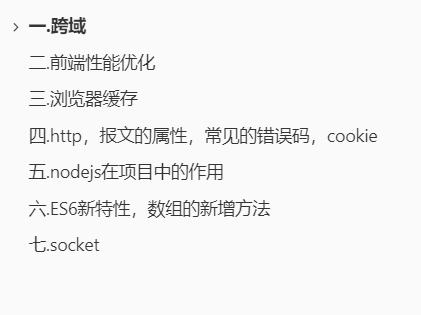 一.跨域
二.前端性能优化
三.浏览器缓存
四.http，报文的属性，常见的错误码，cookie
五.nodejs在项目中的作用
六.ES6新特性，数组的新增方法
七.socket